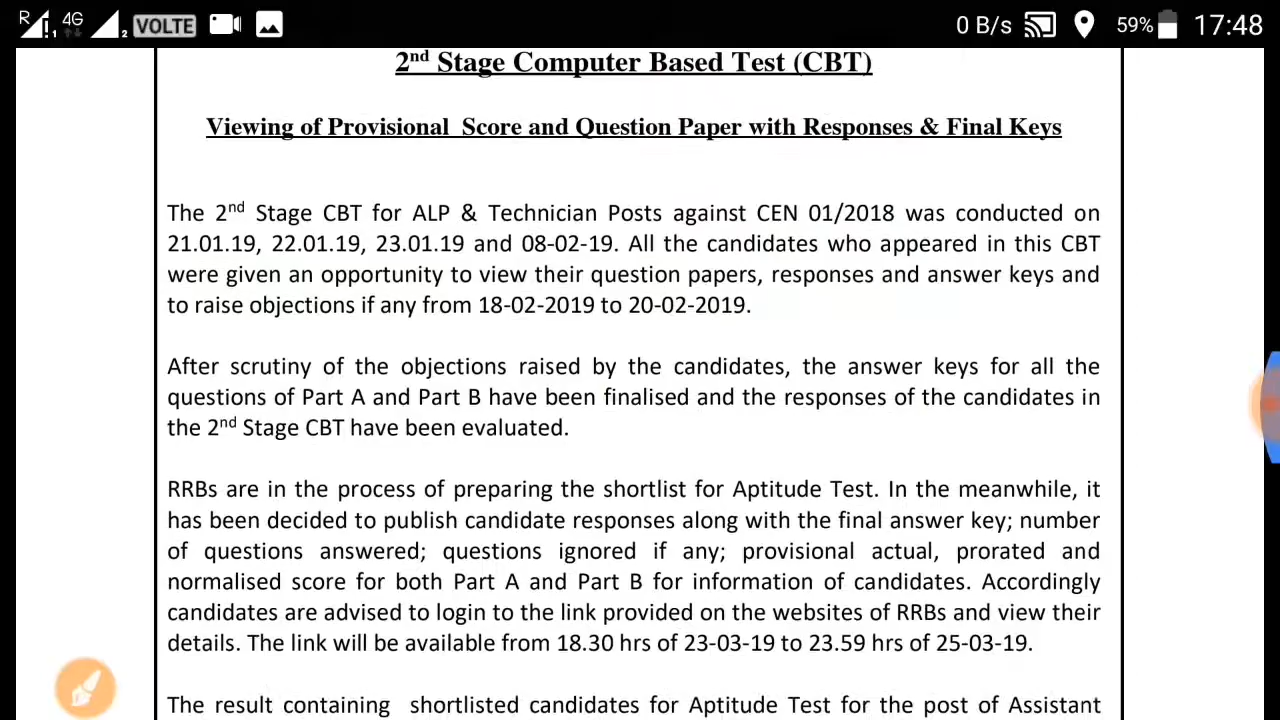 R 1 4G 2 VOLTE 0 B/s 59% 17:48
2nd Stage Computer Based Test (CBT)
Viewing of Provisional Score and Question Paper with Responses & Final Keys
The 2nd Stage CBT for ALP & Technician Posts against CEN 01/2018 was conducted on
21.01.19, 22.01.19, 23.01.19 and 08-02-19. All the candidates who appeared in this CBT
were given an opportunity to view their question papers, responses and answer keys and
to raise objections if any from 18-02-2019 to 20-02-2019.
After scrutiny of the objections raised by the candidates, the answer keys for all the
questions of Part A and Part B have been finalised and the responses of the candidates in
the 2nd Stage CBT have been evaluated.
RRBs are in the process of preparing the shortlist for Aptitude Test. In the meanwhile, it
has been decided to publish candidate responses along with the final answer key; number
of questions answered; questions ignored if any; provisional actual, prorated and
normalised score for both Part A and Part B for information of candidates. Accordingly
candidates are advised to login to the link provided on the websites of RRBs and view their
details. The link will be available from 18.30 hrs of 23-03-19 to 23.59 hrs of 25-03-19.
The result containing shortlisted candidates for Aptitude Test for the post of Assistant